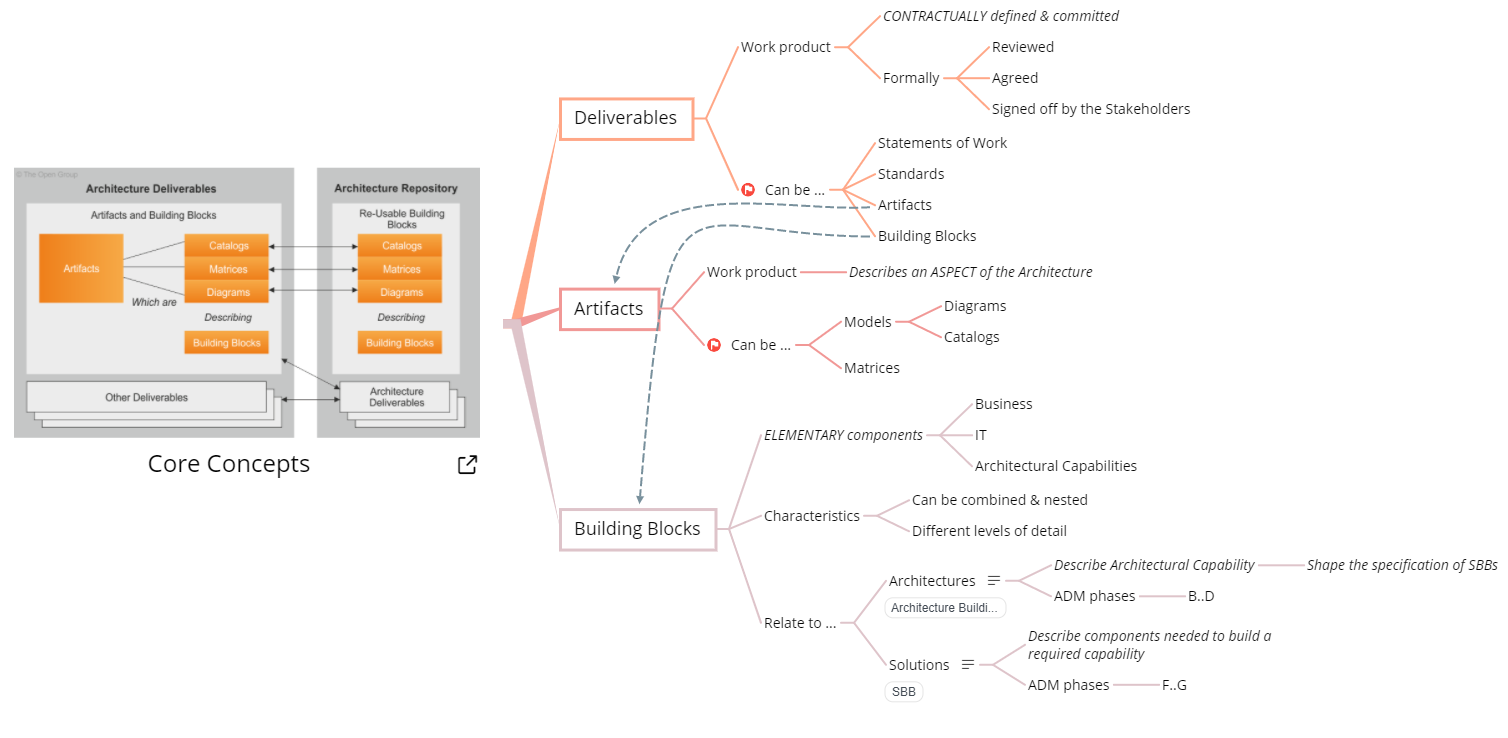 © The Open Group
Architecture Deliverables
Artifacts and Building Blocks
Artifacts
Catalogs
Matrices
Diagrams
Which are
Describing
Building Blocks
Other Deliverables
Architecture Repository
Re-Usable Building
Blocks
Catalogs
Matrices
Diagrams
Describing
Building Blocks
Architecture
Deliverables
Core Concepts
Deliverables
Work product
CONTRACTUALLY defined & committed
Formally
Reviewed
Agreed
Signed off by the Stakeholders
Can be ...
Statements of Work
Standards
Artifacts
Building Blocks
Artifacts
Work product
Describes an ASPECT of the Architecture
Can be ...
Models
Diagrams
Catalogs
Matrices
Building Blocks
ELEMENTARY components
Business
IT
Architectural Capabilities
Characteristics
Can be combined & nested
Different levels of detail
Relate to ...
Architectures
Architecture Buildi...
Describe Architectural Capability
Shape the specification of SBBs
ADM phases
B..D
Solutions
SBB
Describe components needed to build a
required capability
ADM phases
F..G